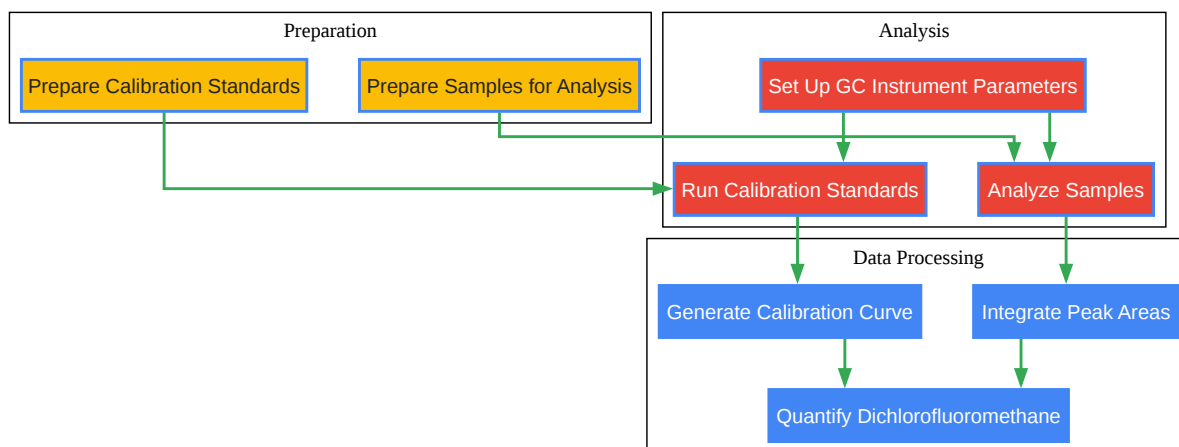 Preparation
Prepare Calibration Standards
Prepare Samples for Analysis
Analysis
Set Up GC Instrument Parameters
Run Calibration Standards
Analyze Samples
Data Processing
Generate Calibration Curve
Integrate Peak Areas
Quantify Dichlorofluoromethane